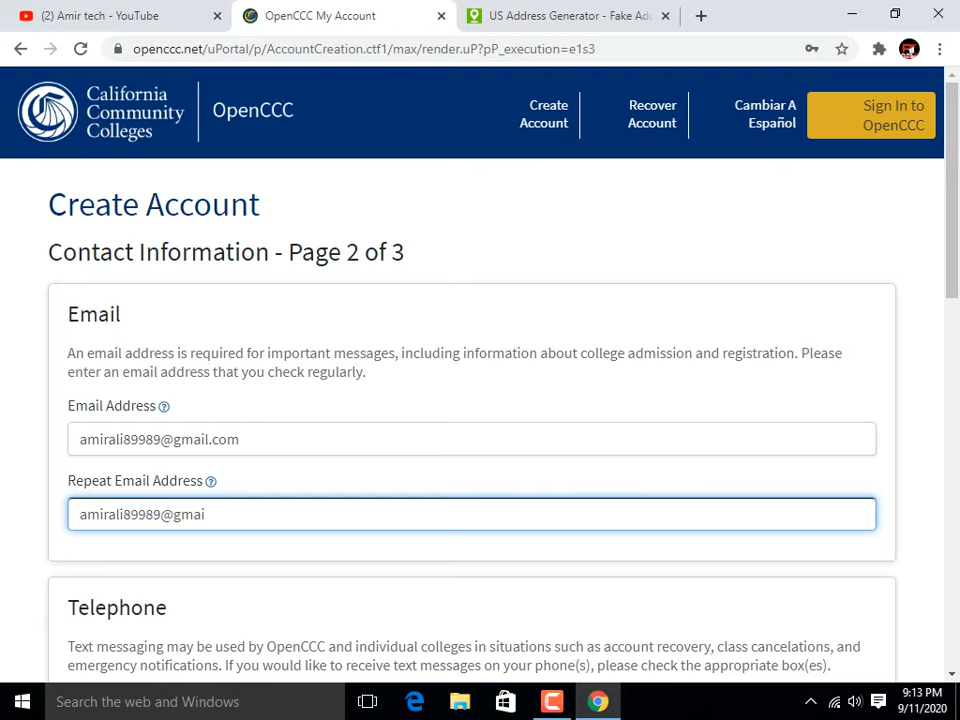 (2) Amir tech - YouTube
OpenCCC My Account
US Address Generator - Fake Add
openccc.net/uPortal/p/AccountCreation.ctf1/max/render.uP?pP_execution=e1s3
California
Community
Colleges
OpenCCC
Create
Account
Recover
Account
Cambiar A
Español
Sign In to
OpenCCC
Create Account
Contact Information - Page 2 of 3
Email
An email address is required for important messages, including information about college admission and registration. Please
enter an email address that you check regularly.
Email Address ?
amirali89989@gmail.com
Repeat Email Address ?
amirali89989@gmai
Telephone
Text messaging may be used by OpenCCC and individual colleges in situations such as account recovery, class cancelations, and
emergency notifications. If you would like to receive text messages on your phone(s), please check the appropriate box(es).
Search the web and Windows
9:13 PM
9/11/2020